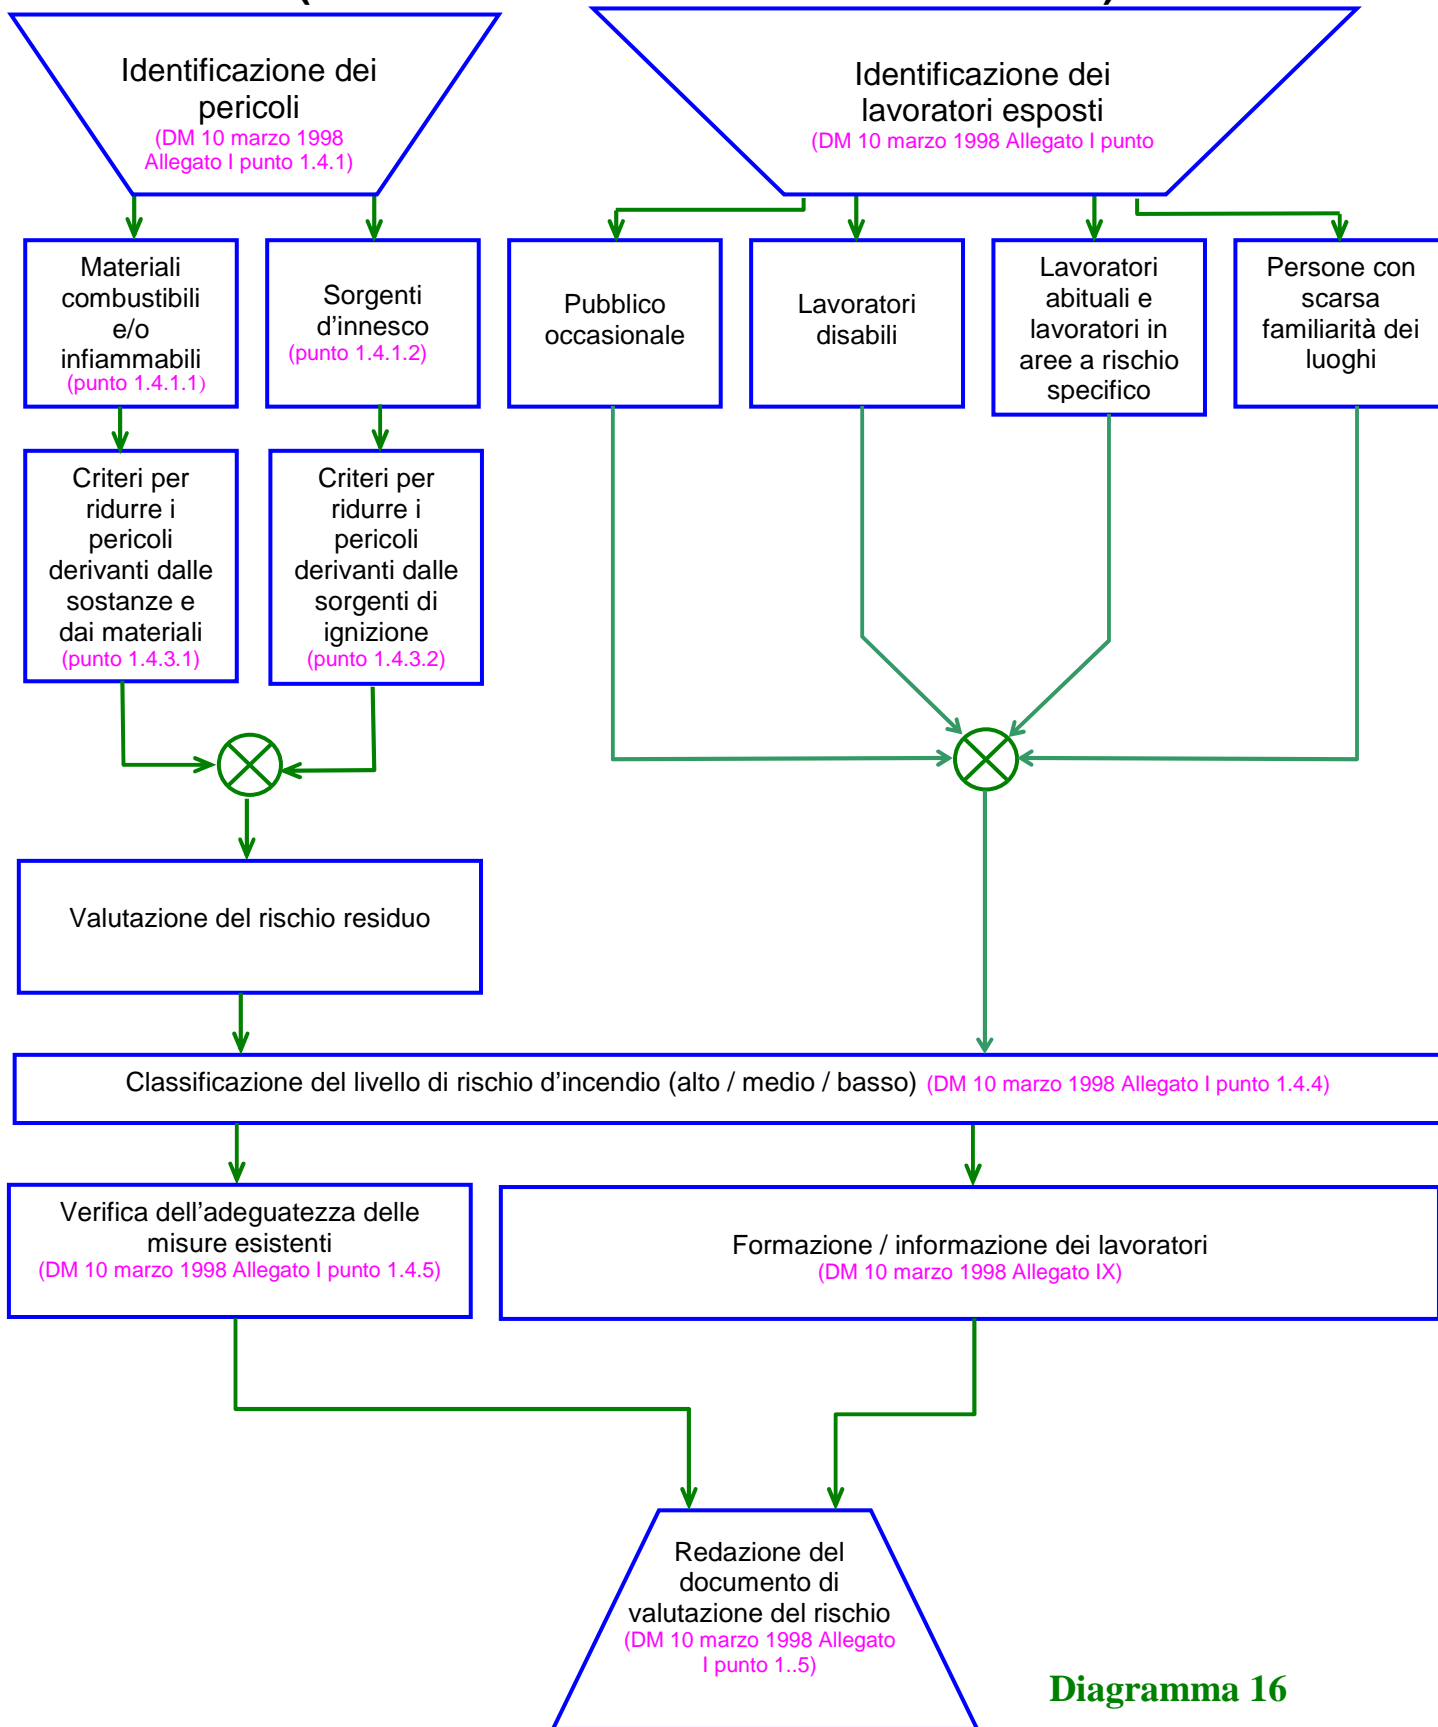 Identificazione dei
pericoli
(DM 10 marzo 1998
Allegato I punto 1.4.1)
Identificazione dei
lavoratori esposti
(DM 10 marzo 1998 Allegato I punto
Materiali
combustibili
e/o
infiammabili
(punto 1.4.1.1)
Sorgenti
d’innesco
(punto 1.4.1.2)
Pubblico
occasionale
Lavoratori
disabili
Lavoratori
abituali e
lavoratori in
aree a rischio
specifico
Persone con
scarsa
familiarità dei
luoghi
Criteri per
ridurre i
pericoli
derivanti dalle
sostanze e
dai materiali
(punto 1.4.3.1)
Criteri per
ridurre i
pericoli
derivanti dalle
sorgenti di
ignizione
(punto 1.4.3.2)
Valutazione del rischio residuo
Classificazione del livello di rischio d’incendio (alto / medio / basso) (DM 10 marzo 1998 Allegato I punto 1.4.4)
Verifica dell’adeguatezza delle
misure esistenti
(DM 10 marzo 1998 Allegato I punto 1.4.5)
Formazione / informazione dei lavoratori
(DM 10 marzo 1998 Allegato IX)
Redazione del
documento di
valutazione del rischio
(DM 10 marzo 1998 Allegato
I punto 1..5)
Diagramma 16